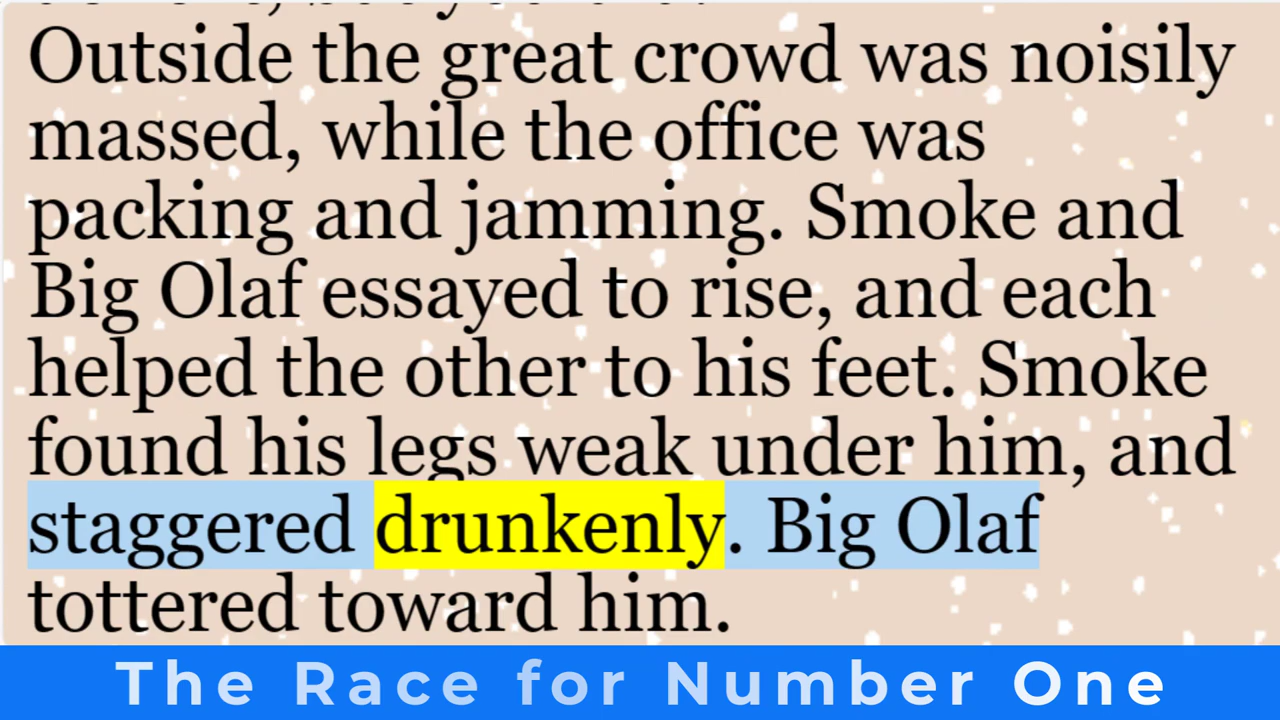 Outside the great crowd was noisily
massed, while the office was
packing and jamming. Smoke and
Big Olaf essayed to rise, and each
helped the other to his feet. Smoke
found his legs weak under him, and
staggered drunkenly. Big Olaf
tottered toward him.
The Race for Number One